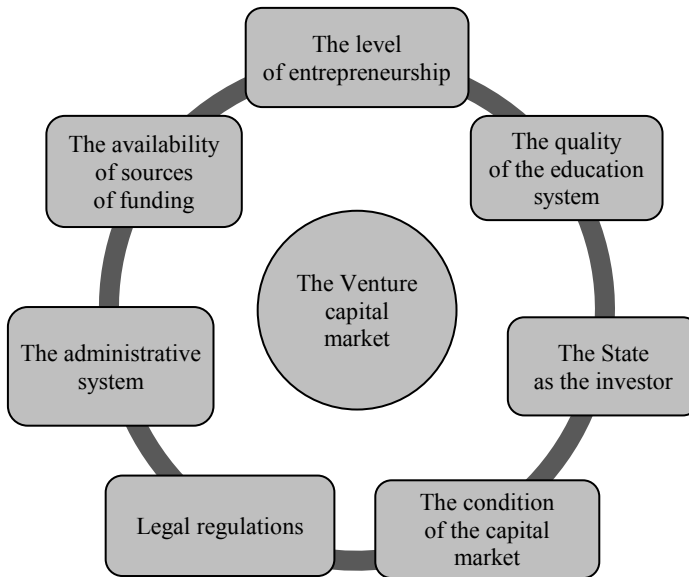 The level
of entrepreneurship
The quality
of the education
system
The State
as the investor
The condition
of the capital
market
Legal regulations
The administrative
system
The availability
of sources
of funding
The Venture
capital
market